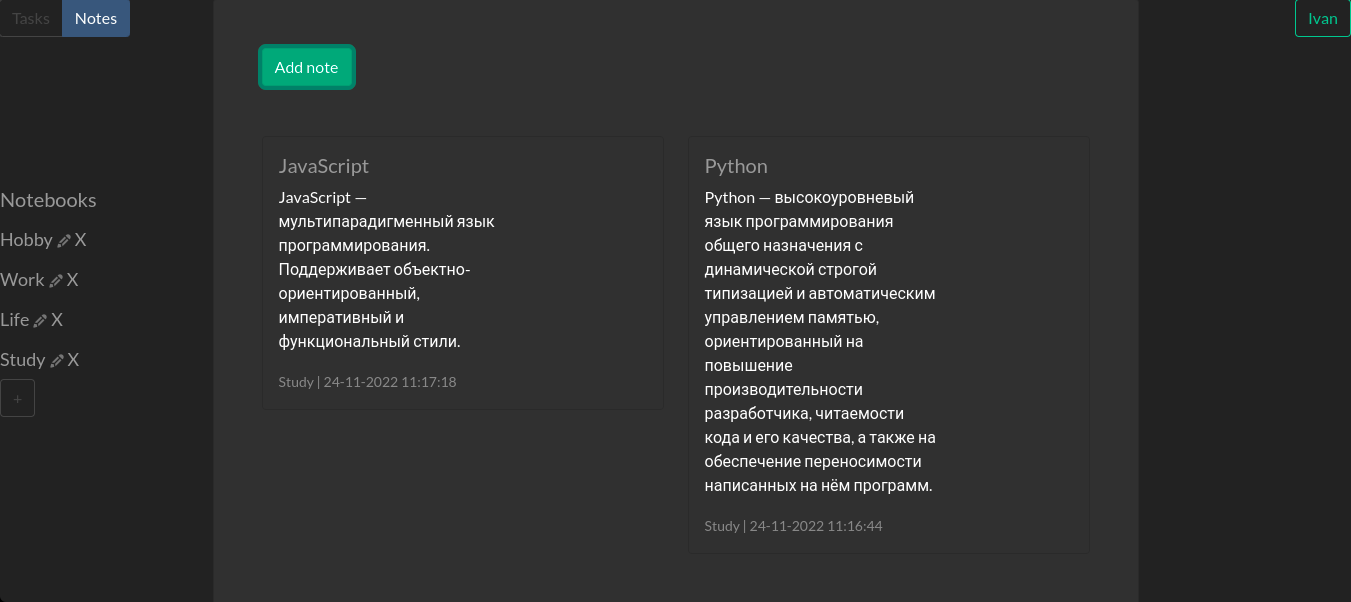 Tasks
Notes
Ivan
Add note
Notebooks
Hobby X
Work X
Life X
Study X
+
JavaScript
JavaScript —
мультипарадигменный язык
программирования.
Поддерживает объектно-
ориентированный,
императивный и
функциональный стили.
Study | 24-11-2022 11:17:18
Python
Python — высокоуровневый
язык программирования
общего назначения с
динамической строгой
типизацией и автоматическим
управлением памятью,
ориентированный на
повышение
производительности
разработчика, читаемости
кода и его качества, а также на
обеспечение переносимости
написанных на нём программ.
Study | 24-11-2022 11:16:44